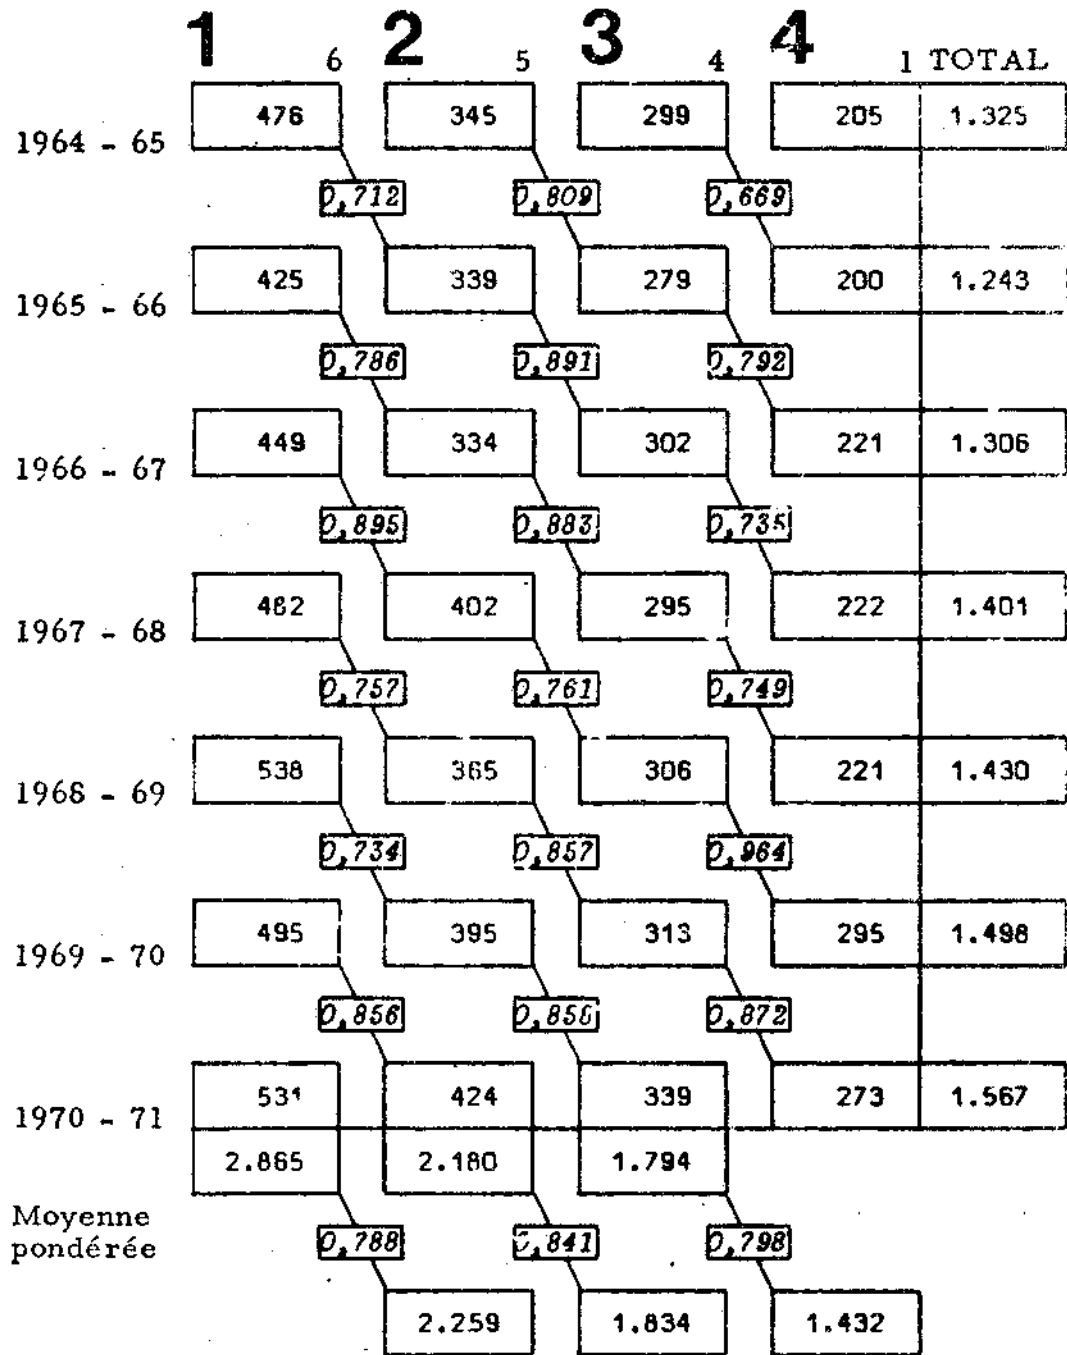 1 6 2 5 3 4 4 1 TOTAL
1964 - 65 476 345 299 205 1.325
0,712 0,809 0,669
1965 - 66 425 339 279 200 1.243
0,786 0,891 0,792
1966 - 67 449 334 302 221 1.306
0,895 0,883 0,735
1967 - 68 482 402 295 222 1.401
0,757 0,761 0,749
1968 - 69 538 365 306 221 1.430
0,734 0,857 0,964
1969 - 70 495 395 313 295 1.498
0,856 0,858 0,872
1970 - 71 531 424 339 273 1.567
2.865 2.180 1.794
Moyenne
pondérée 0,788 0,841 0,798
2.259 1.834 1.432